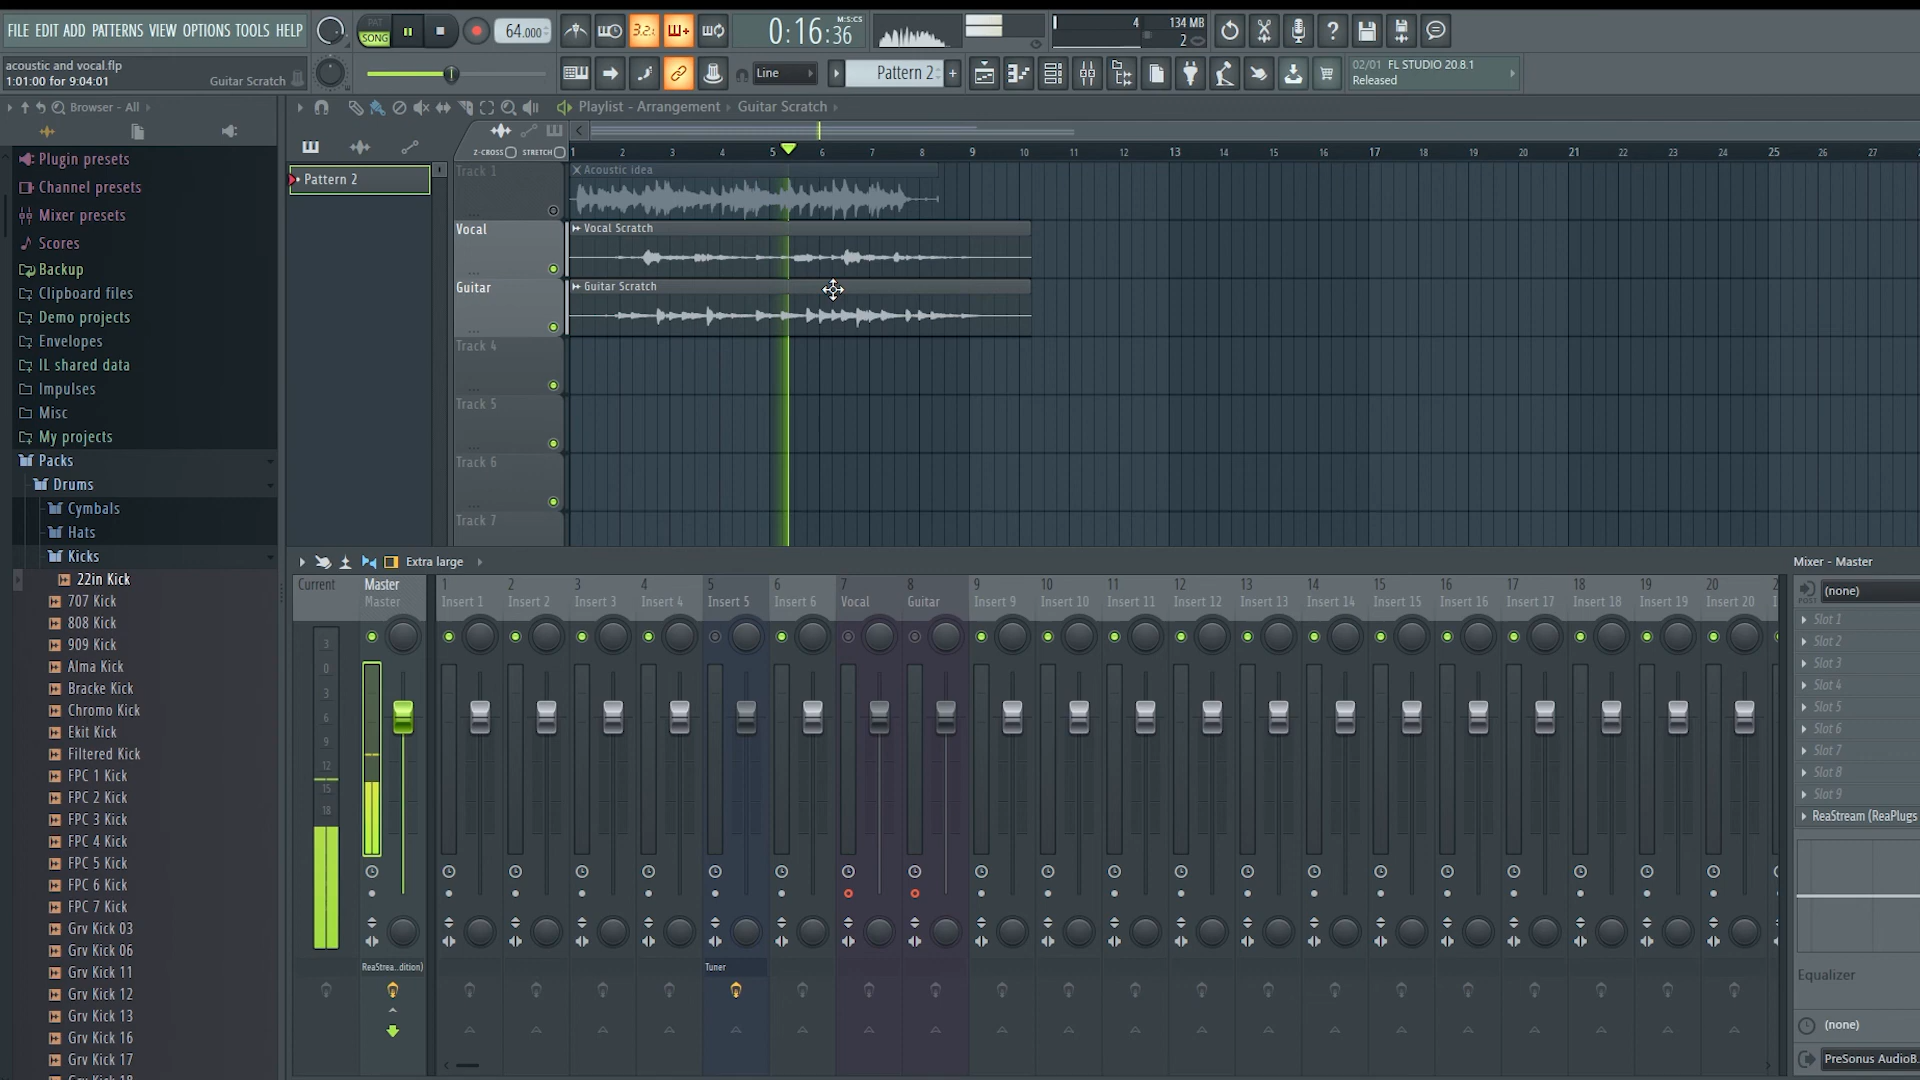 FILE EDIT ADD PATTERNS VIEW OPTIONS TOOLS HELP
PAT
SONG
64.000
3.2.
0:16:36
M:S:CS
4
134 MB
2
acoustic and vocal.flp
1:01:00 for 9:04:01
Guitar Scratch
Line
Pattern 2
+
02/01 FL STUDIO 20.8.1
Released
Browser - All
Playlist - Arrangement › Guitar Scratch ›
Z-CROSS
STRETCH
1 2 3 4 5 6 7 8 9 10 11 12 13 14 15 16 17 18 19 20 21 22 23 24 25 26 27
Plugin presets
Channel presets
Mixer presets
Scores
Backup
Clipboard files
Demo projects
Envelopes
IL shared data
Impulses
Misc
My projects
Packs
Drums
Cymbals
Hats
Kicks
22in Kick
707 Kick
808 Kick
909 Kick
Alma Kick
Bracke Kick
Chromo Kick
Ekit Kick
Filtered Kick
FPC 1 Kick
FPC 2 Kick
FPC 3 Kick
FPC 4 Kick
FPC 5 Kick
FPC 6 Kick
FPC 7 Kick
Grv Kick 03
Grv Kick 06
Grv Kick 11
Grv Kick 12
Grv Kick 13
Grv Kick 16
Grv Kick 17
Grv Kick 18
Pattern 2
Track 1
Acoustic idea
Vocal
Vocal Scratch
Guitar
Guitar Scratch
Track 4
Track 5
Track 6
Track 7
Extra large
Mixer - Master
Current
Master
Master
1 2 3 4 5 6 7 8 9 10 11 12 13 14 15 16 17 18 19 20 2
Insert 1 Insert 2 Insert 3 Insert 4 Insert 5 Insert 6 Vocal Guitar Insert 9 Insert 10 Insert 11 Insert 12 Insert 13 Insert 14 Insert 15 Insert 16 Insert 17 Insert 18 Insert 19 Insert 20
3
0
3
6
9
12
15
18
ReaStrea..dition)
Tuner
POST
(none)
Slot 1
Slot 2
Slot 3
Slot 4
Slot 5
Slot 6
Slot 7
Slot 8
Slot 9
ReaStream (ReaPlugs
Equalizer
(none)
PreSonus AudioB